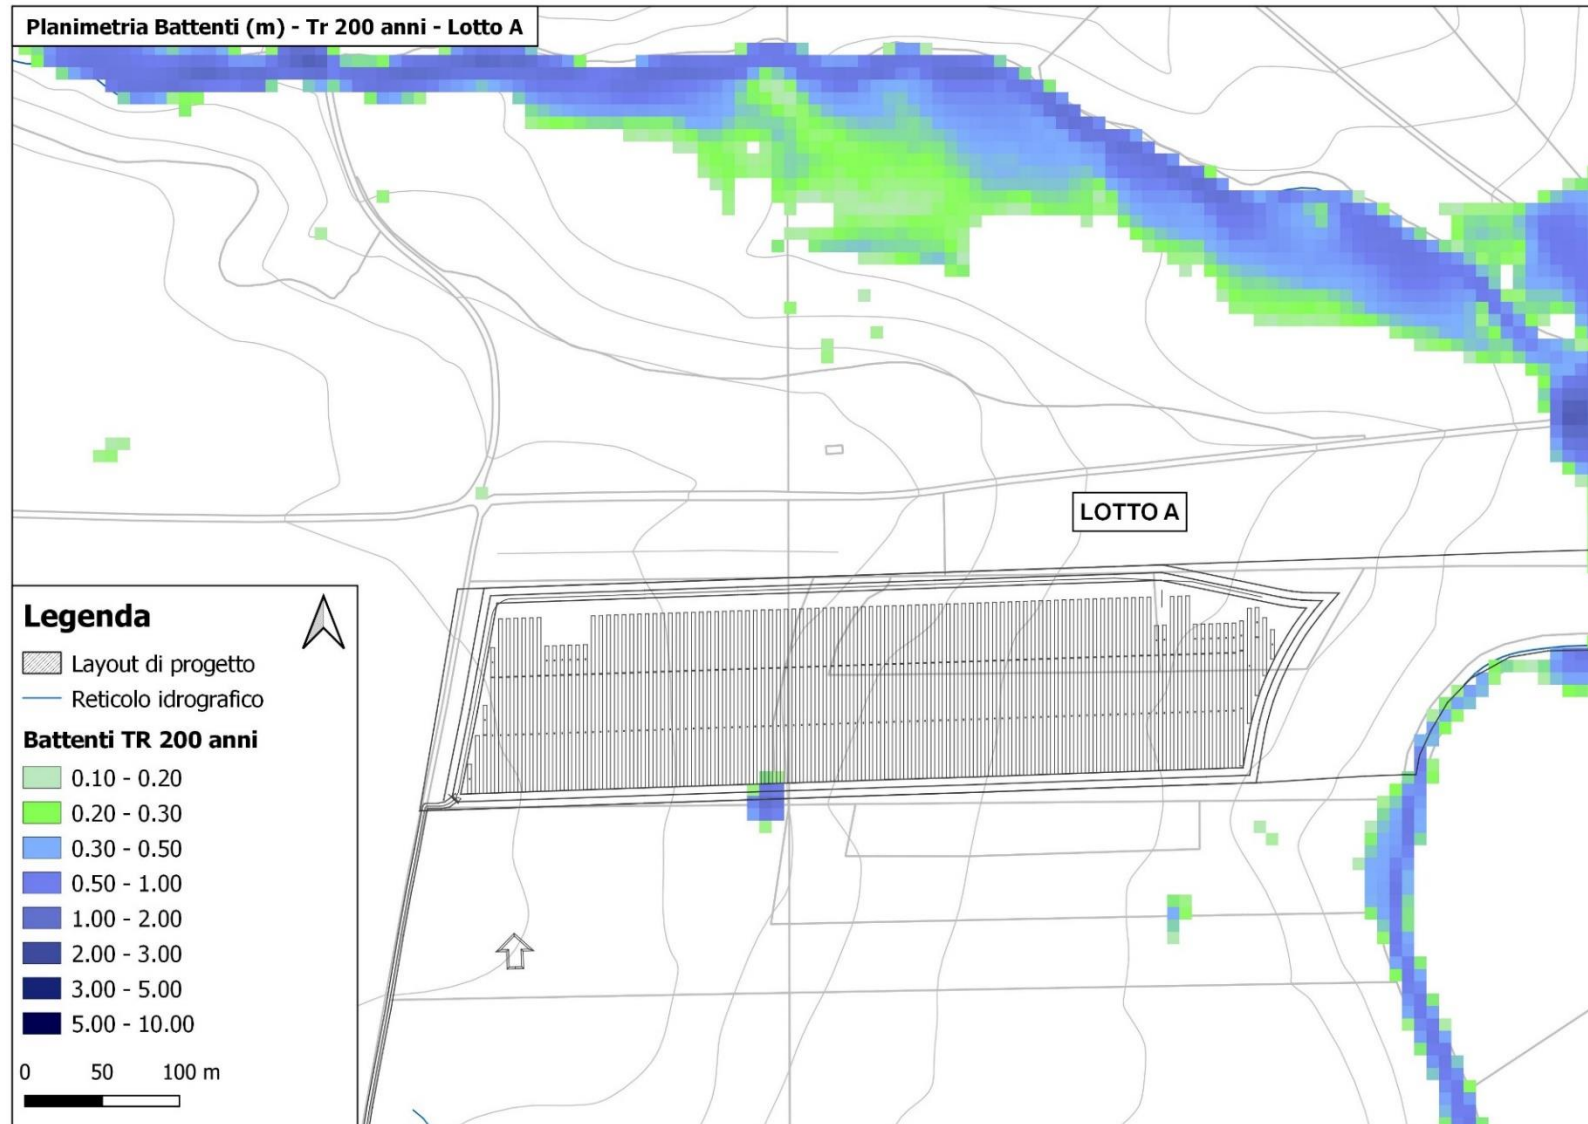 Planimetria Battenti (m) - Tr 200 anni - Lotto A
LOTTO A
Legenda
Layout di progetto
Reticolo idrografico
Battenti TR 200 anni
0.10 - 0.20
0.20 - 0.30
0.30 - 0.50
0.50 - 1.00
1.00 - 2.00
2.00 - 3.00
3.00 - 5.00
5.00 - 10.00
0 50 100 m